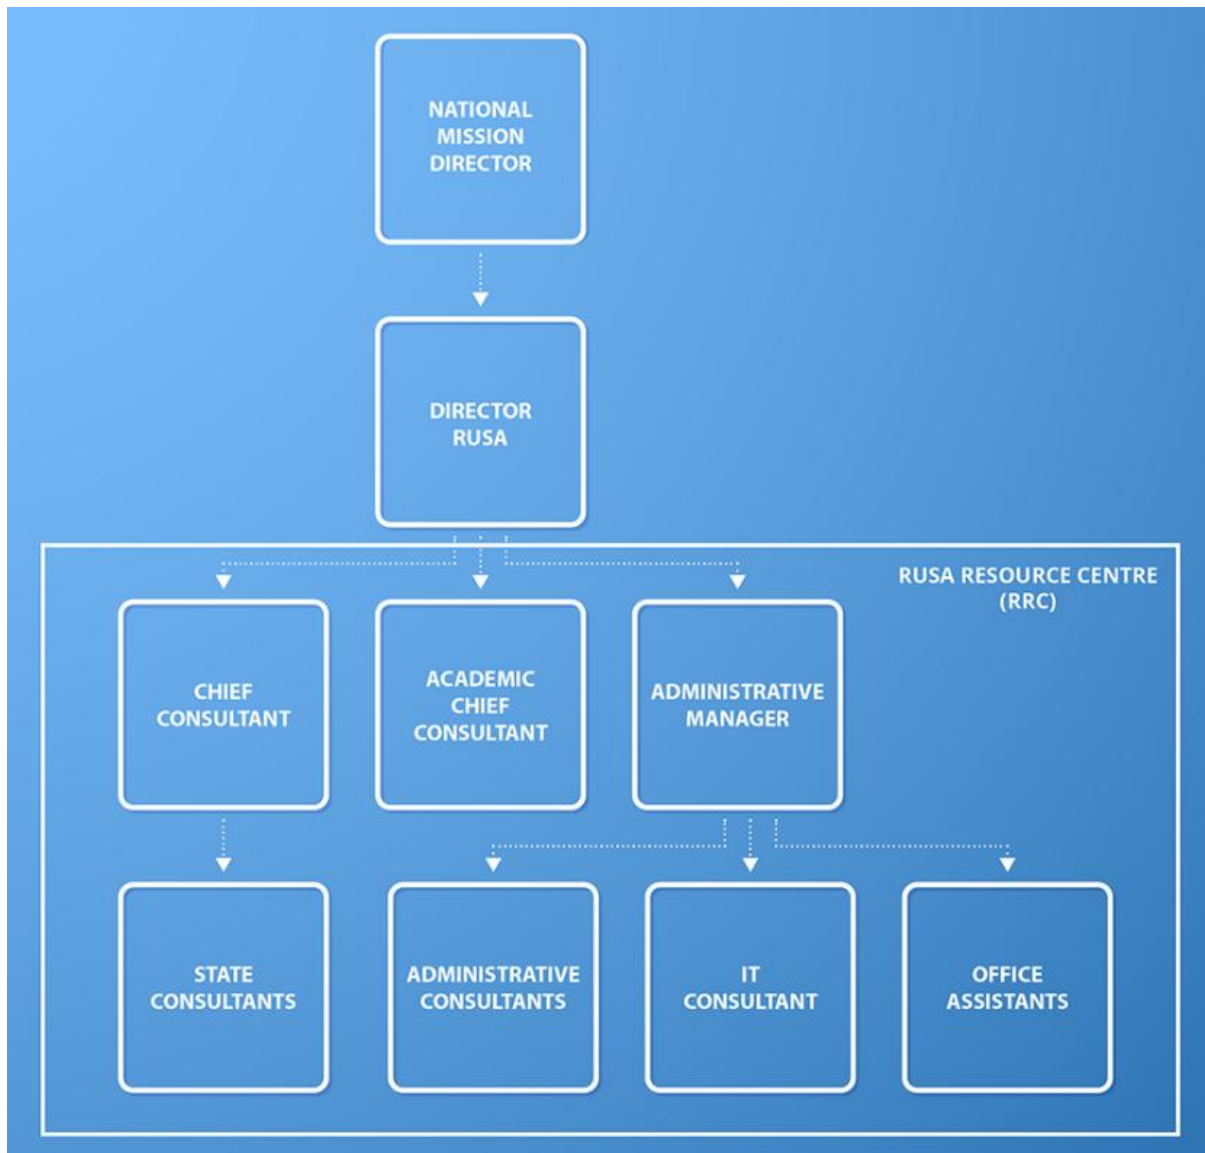 NATIONAL
MISSION
DIRECTOR
DIRECTOR
RUSA
RUSA RESOURCE CENTRE
(RRC)
CHIEF
CONSULTANT
ACADEMIC
CHIEF
CONSULTANT
ADMINISTRATIVE
MANAGER
STATE
CONSULTANTS
ADMINISTRATIVE
CONSULTANTS
IT
CONSULTANT
OFFICE
ASSISTANTS